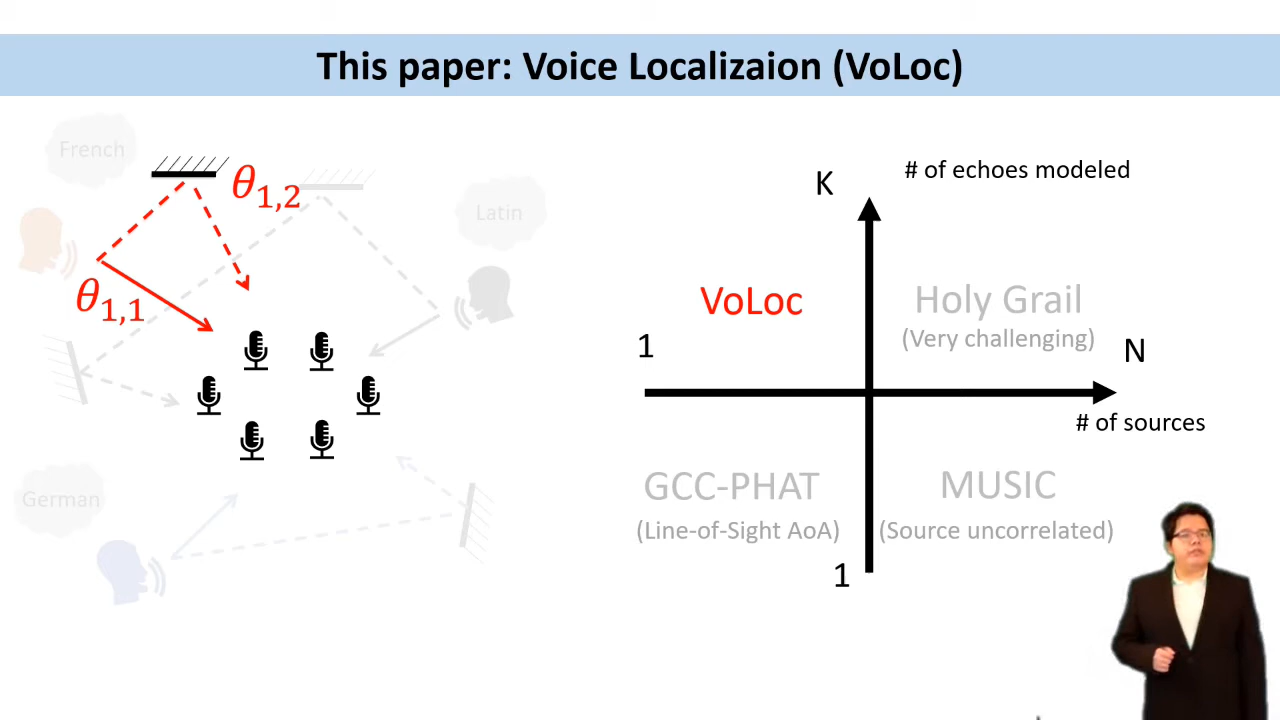 This paper: Voice Localizaion (VoLoc)
French
θ1,2
Latin
θ1,1
German
K
# of echoes modeled
VoLoc
Holy Grail
(Very challenging)
1
N
# of sources
GCC-PHAT
(Line-of-Sight AoA)
MUSIC
(Source uncorrelated)
1